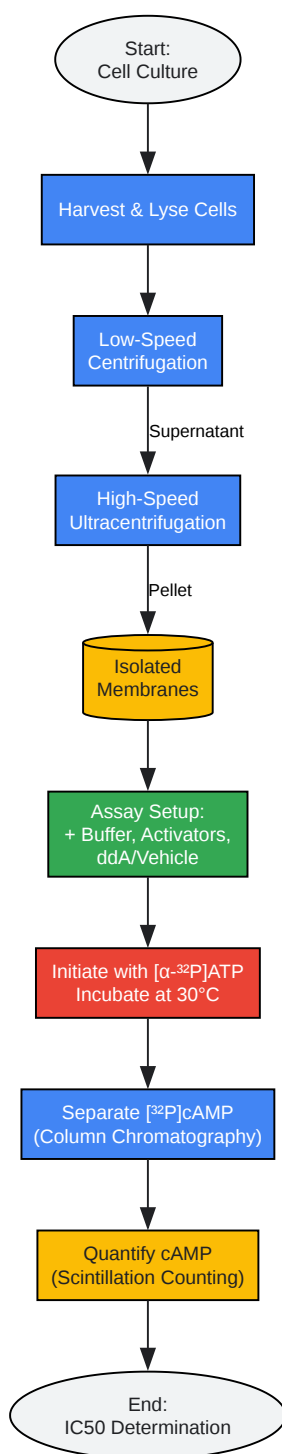 Start:
Cell Culture
Harvest & Lyse Cells
Low-Speed
Centrifugation
Supernatant
High-Speed
Ultracentrifugation
Pellet
Isolated
Membranes
Assay Setup:
+ Buffer, Activators,
ddA/Vehicle
Initiate with [α-³²P]ATP
Incubate at 30°C
Separate [³²P]cAMP
(Column Chromatography)
Quantify cAMP
(Scintillation Counting)
End:
IC50 Determination